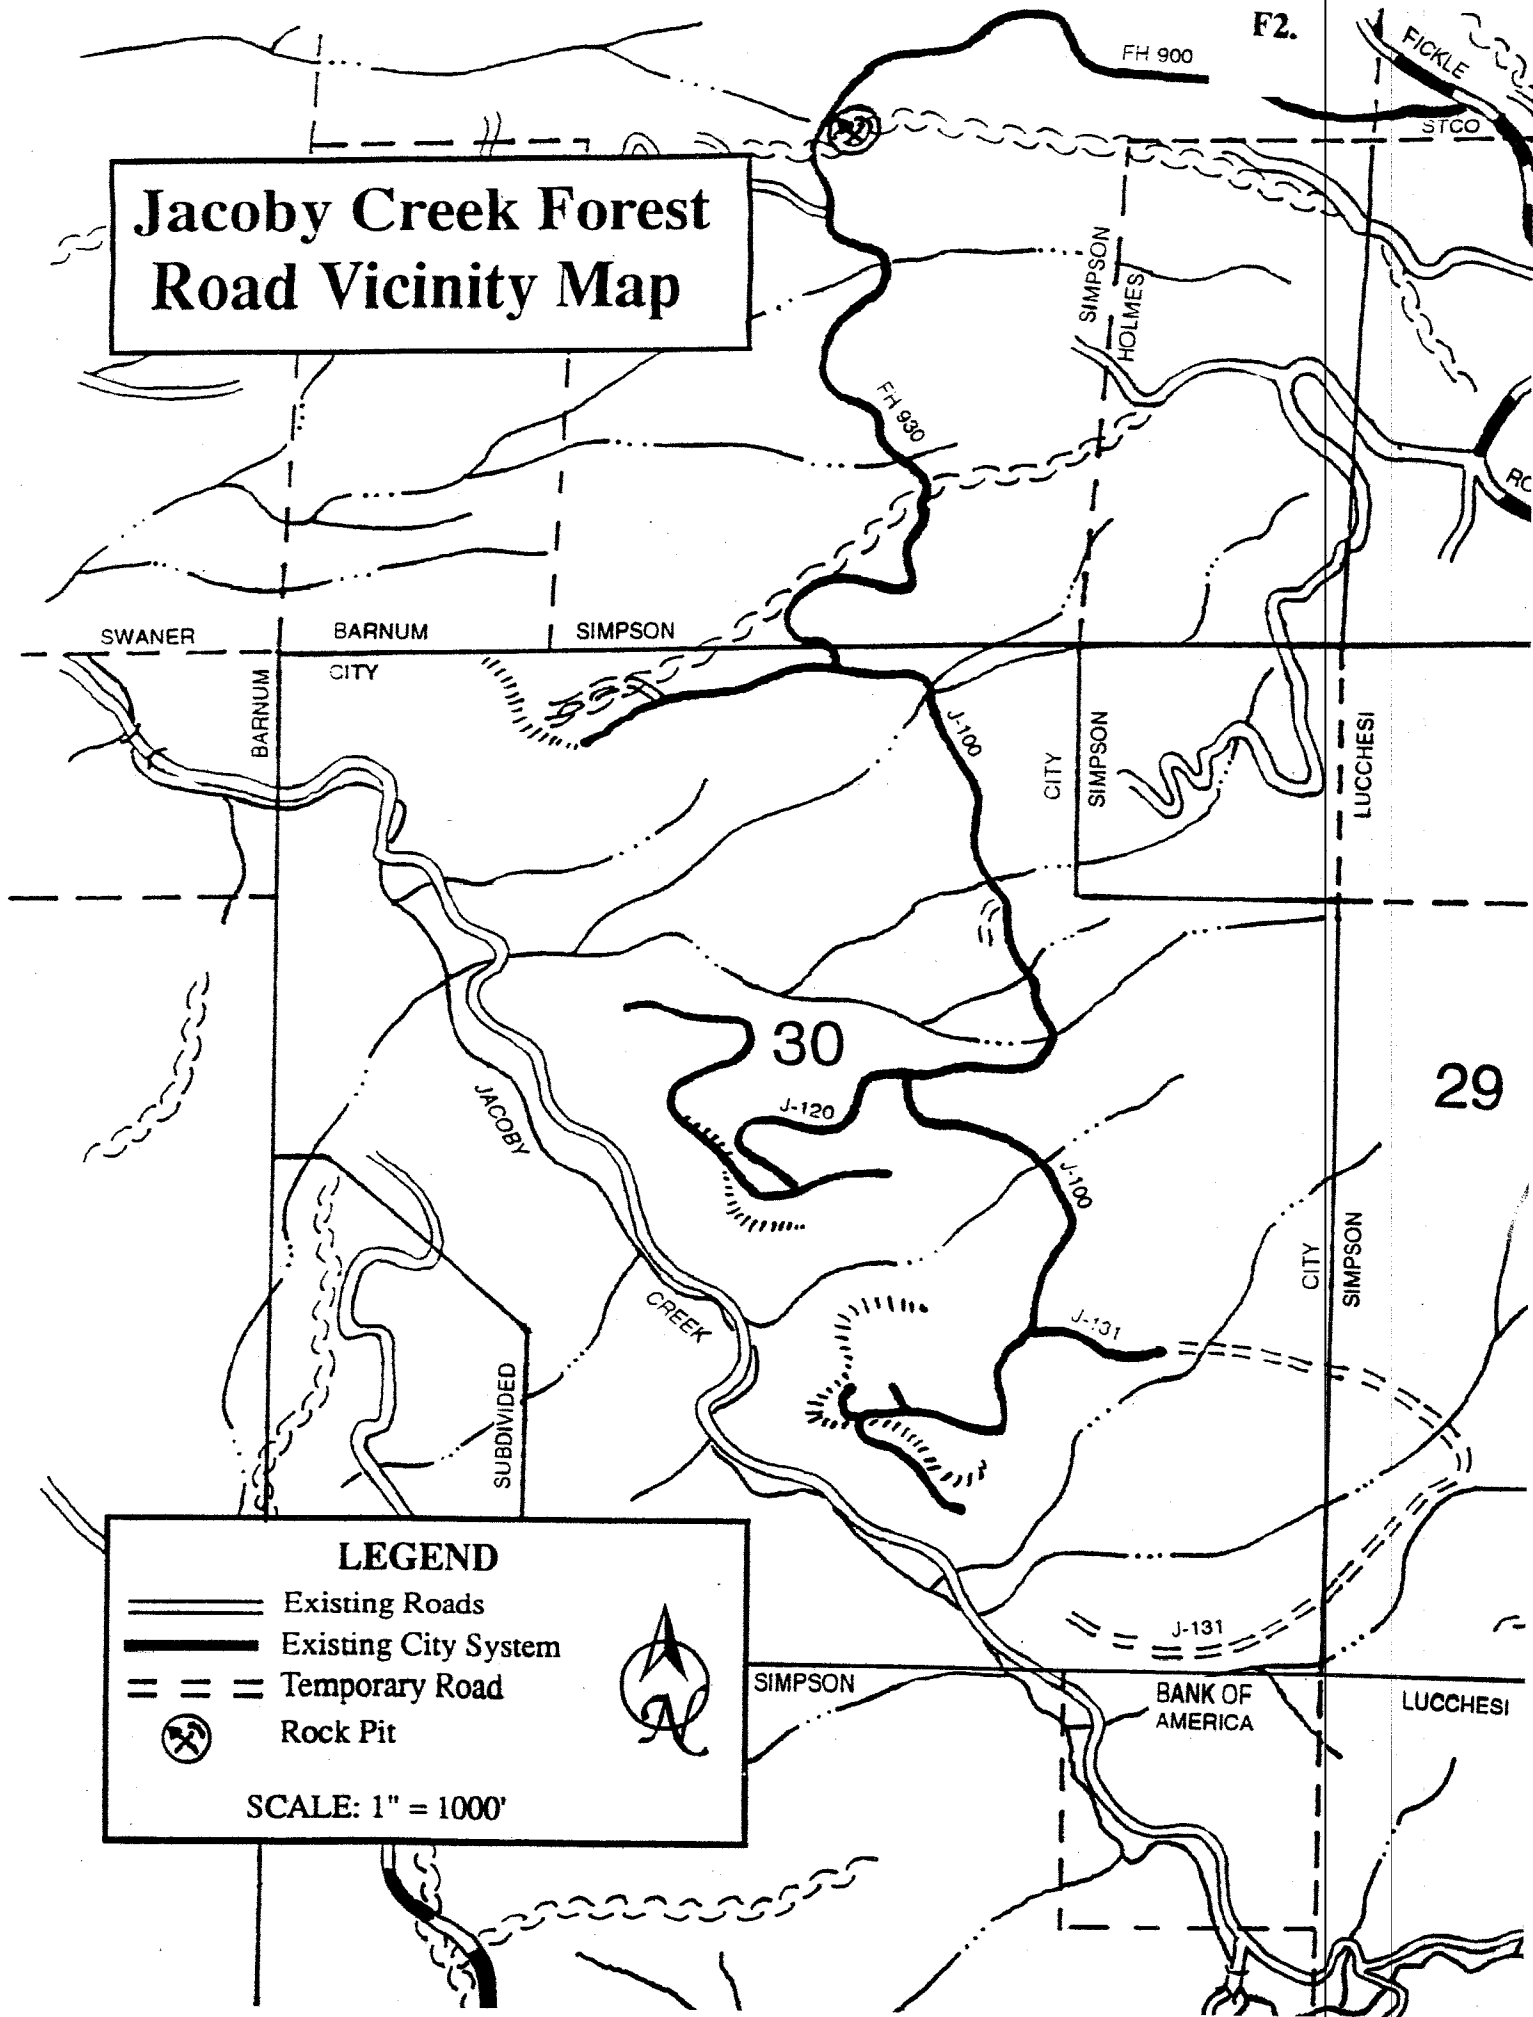 F2.
FH 900
FICKLE
STCO
Jacoby Creek Forest
Road Vicinity Map
SIMPSON
HOLMES
FH 930
SWANER
BARNUM
SIMPSON
CITY
BARNUM
J-100
CITY
SIMPSON
LUCCHESI
30
29
J-120
JACOBY
J-100
CITY
SIMPSON
CREEK
J-131
SUBDIVIDED
LEGEND
Existing Roads
Existing City System
Temporary Road
Rock Pit
N
SCALE: 1" = 1000'
J-131
SIMPSON
BANK OF
AMERICA
LUCCHESI